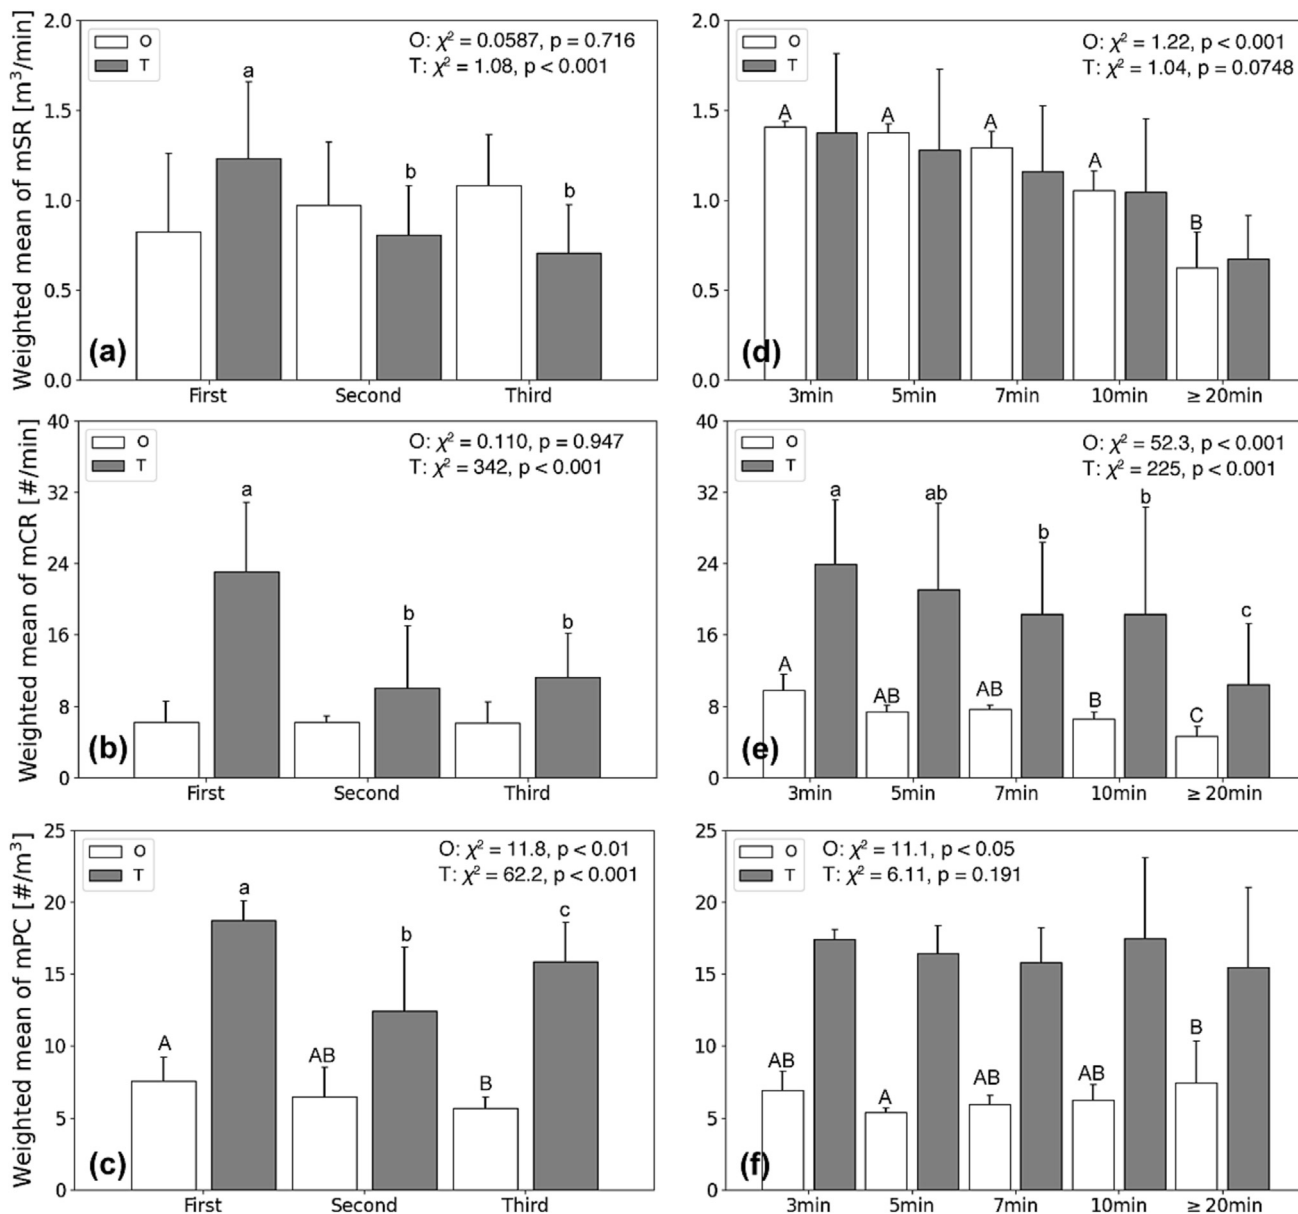 Weighted mean of mSR [m³/min]
2.0
1.5
1.0
0.5
0.0
O
T
O: χ² = 0.0587, p = 0.716
T: χ² = 1.08, p < 0.001
a
b
b
(a)
First Second Third
2.0
1.5
1.0
0.5
0.0
O
T
O: χ² = 1.22, p < 0.001
T: χ² = 1.04, p = 0.0748
A
A
A
A
B
(d)
3min 5min 7min 10min ≥ 20min
Weighted mean of mCR [#/min]
40
32
24
16
8
0
O
T
O: χ² = 0.110, p = 0.947
T: χ² = 342, p < 0.001
a
b
b
(b)
First Second Third
40
32
24
16
8
0
O
T
O: χ² = 52.3, p < 0.001
T: χ² = 225, p < 0.001
a
ab
b
b
c
A
AB
AB
B
C
(e)
3min 5min 7min 10min ≥ 20min
Weighted mean of mPC [#/m³]
25
20
15
10
5
0
O
T
O: χ² = 11.8, p < 0.01
T: χ² = 62.2, p < 0.001
a
b
c
A
AB
B
(c)
First Second Third
25
20
15
10
5
0
O
T
O: χ² = 11.1, p < 0.05
T: χ² = 6.11, p = 0.191
AB
A
AB
AB
B
(f)
3min 5min 7min 10min ≥ 20min